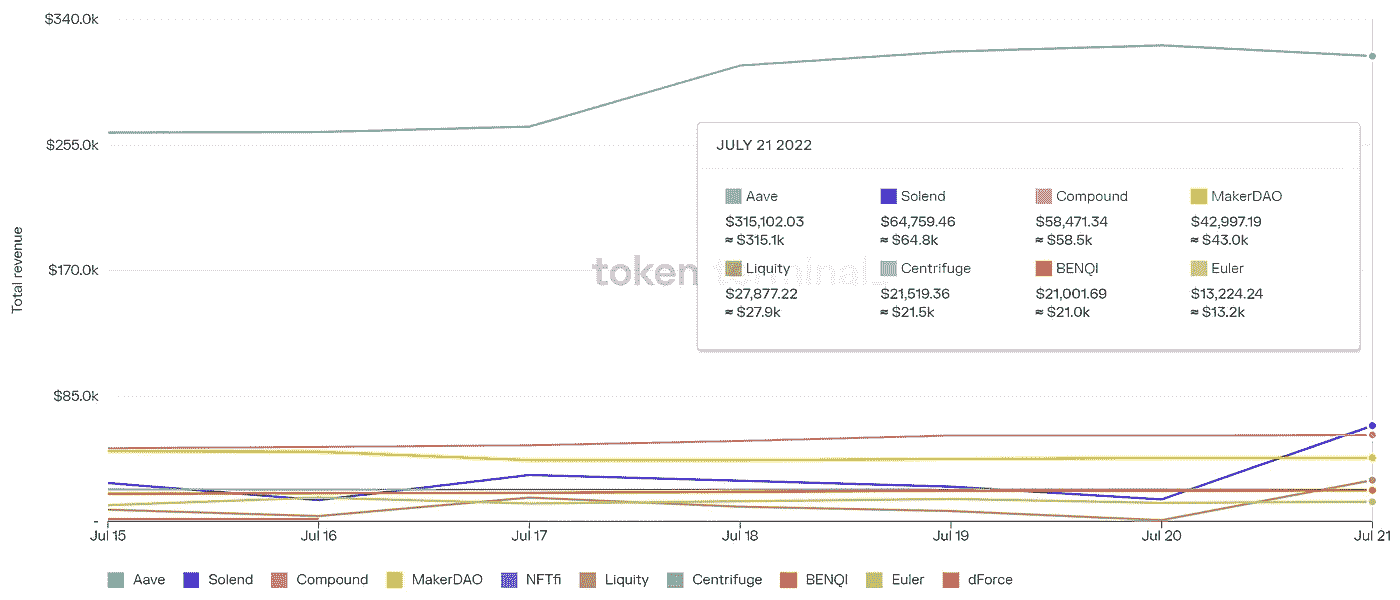 $340.0k
$255.0k
$170.0k
$85.0k
-
Total revenue
token terminal
JULY 21 2022
Aave Solend Compound MakerDAO
$315,102.03 $64,759.46 $58,471.34 $42,997.19
≈ $315.1k ≈ $64.8k ≈ $58.5k ≈ $43.0k
Liquity Centrifuge BENQI Euler
$27,877.22 $21,519.36 $21,001.69 $13,224.24
≈ $27.9k ≈ $21.5k ≈ $21.0k ≈ $13.2k
Jul 15 Jul 16 Jul 17 Jul 18 Jul 19 Jul 20 Jul 21
Aave Solend Compound MakerDAO NFTfi Liquity Centrifuge BENQI Euler dForce